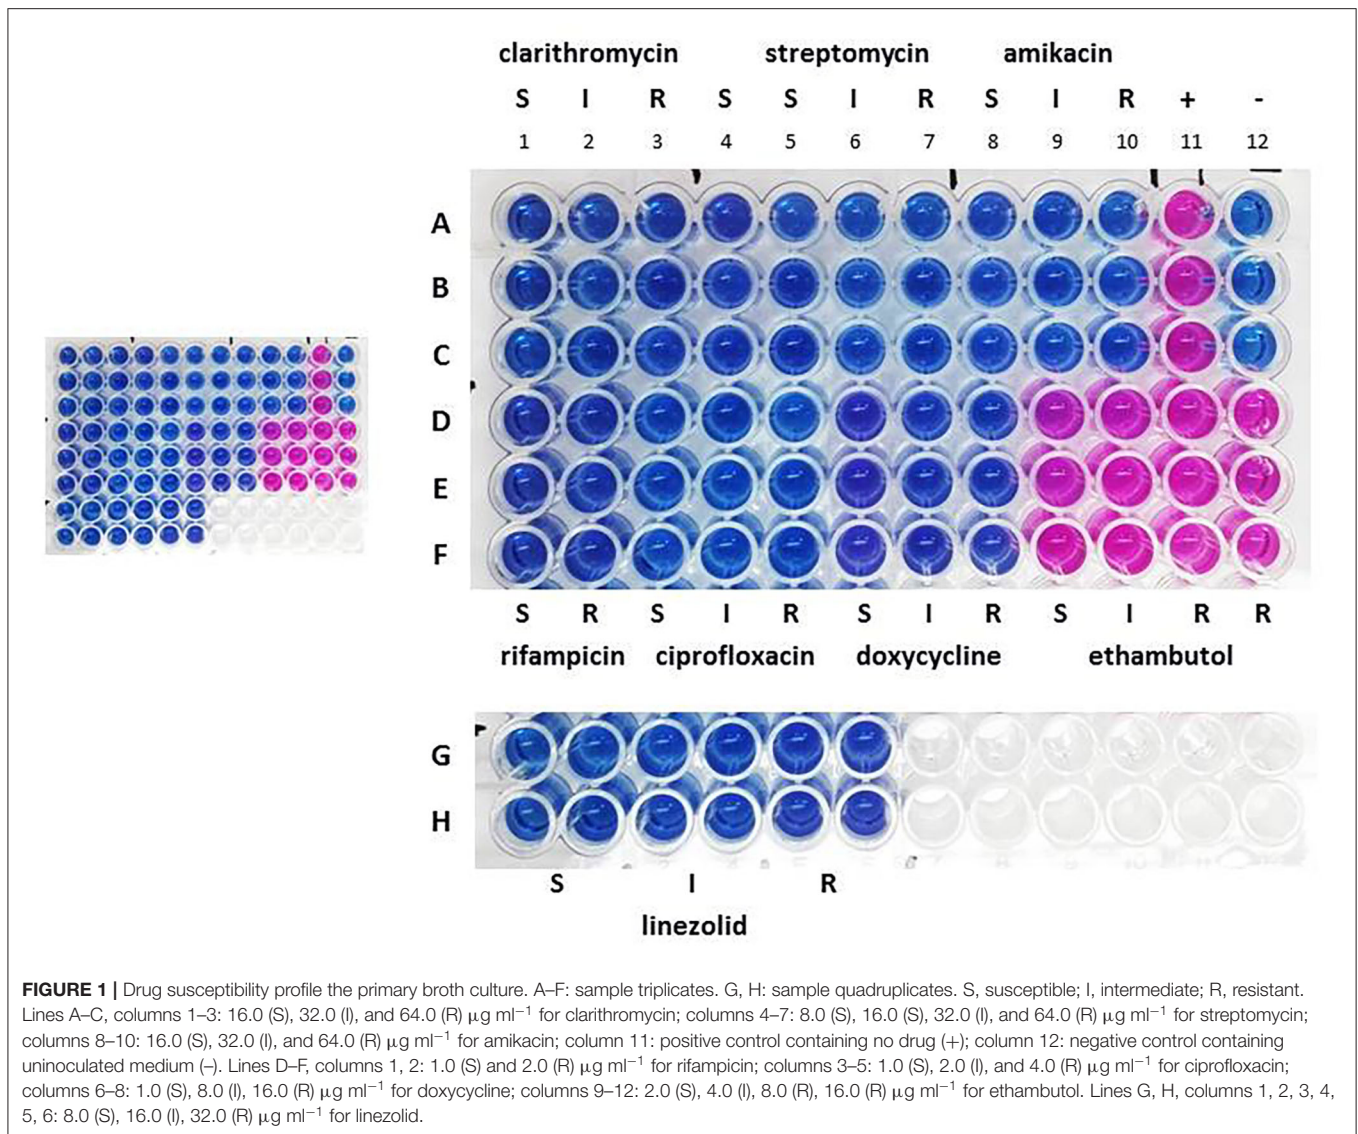 clarithromycin streptomycin amikacin
S I R S S I R S I R + -
1 2 3 4 5 6 7 8 9 10 11 12
A
B
C
D
E
F
S R S I R S I R S I R R
rifampicin ciprofloxacin doxycycline ethambutol
G
H
S I R
linezolid
FIGURE 1 | Drug susceptibility profile the primary broth culture. A–F: sample triplicates. G, H: sample quadruplicates. S, susceptible; I, intermediate; R, resistant.
Lines A–C, columns 1–3: 16.0 (S), 32.0 (I), and 64.0 (R) μg ml⁻¹ for clarithromycin; columns 4–7: 8.0 (S), 16.0 (S), 32.0 (I), and 64.0 (R) μg ml⁻¹ for streptomycin;
columns 8–10: 16.0 (S), 32.0 (I), and 64.0 (R) μg ml⁻¹ for amikacin; column 11: positive control containing no drug (+); column 12: negative control containing
uninoculated medium (–). Lines D–F, columns 1, 2: 1.0 (S) and 2.0 (R) μg ml⁻¹ for rifampicin; columns 3–5: 1.0 (S), 2.0 (I), and 4.0 (R) μg ml⁻¹ for ciprofloxacin;
columns 6–8: 1.0 (S), 8.0 (I), 16.0 (R) μg ml⁻¹ for doxycycline; columns 9–12: 2.0 (S), 4.0 (I), 8.0 (R), 16.0 (R) μg ml⁻¹ for ethambutol. Lines G, H, columns 1, 2, 3, 4,
5, 6: 8.0 (S), 16.0 (I), 32.0 (R) μg ml⁻¹ for linezolid.